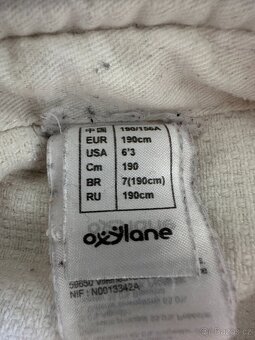 中国 190/156A
EUR 190cm
USA 6'3
Cm 190
BR 7(190cm)
RU 190cm
oxylane
59650
NIF : N0013342A